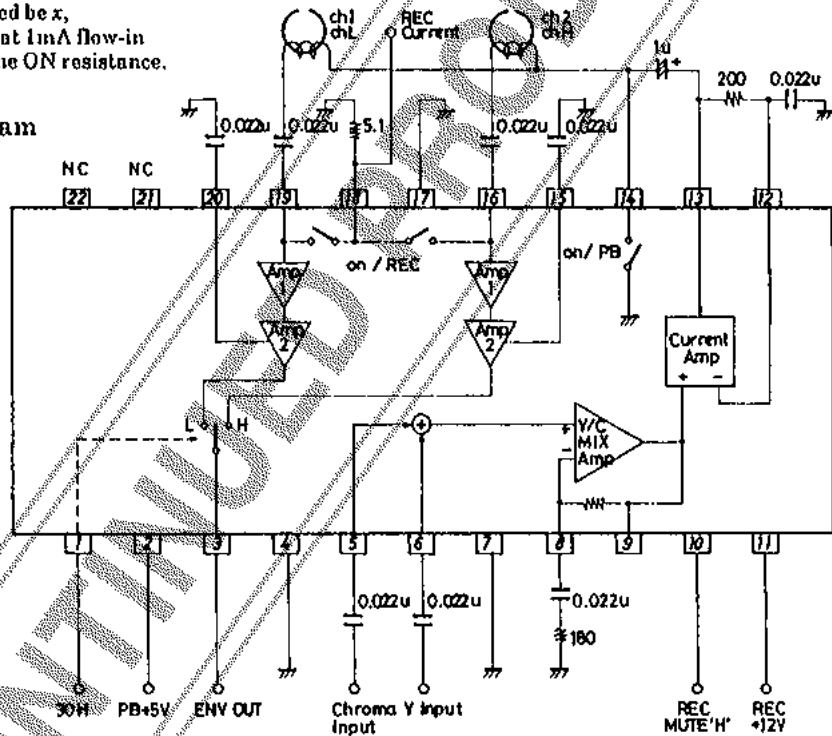 ed be x,
nt 1mA flow-in
ne ON resistance.
am
ch1
chL
REC
Current
ch2
chH
1u
+
200
0.022u
0.022u
0.022u
5.1
0.022u
0.022u
NC
NC
22
21
20
19
18
17
16
15
14
13
12
on / REC
on / PB
Amp
1
Amp
1
Amp
2
Amp
2
Current
Amp
+ -
L
H
+
+
-
Y/C
MIX
Amp
1
2
3
4
5
6
7
8
9
10
11
0.022u
0.022u
0.022u
180
30H
PB+5V
ENV OUT
Chroma
Input
Y Input
REC
MUTE'H'
REC
+12V
NTINUED PRO